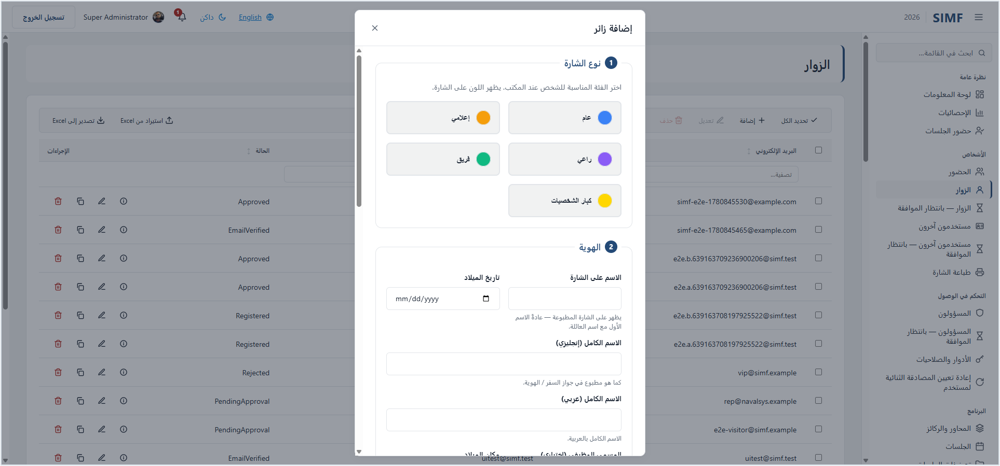 SIMF
2026
English
داكن
1
Super Administrator
تسجيل الخروج
ابحث في القائمة...
نظرة عامة
لوحة المعلومات
الإحصائيات
حضور الجلسات
الأشخاص
الحضور
الزوار
الزوار — بانتظار الموافقة
مستخدمون آخرون
مستخدمون آخرون — بانتظار
الموافقة
طباعة الشارة
التحكم في الوصول
المسؤولون
المسؤولون — بانتظار
الموافقة
الأدوار والصلاحيات
إعادة تعيين المصادقة الثنائية
لمستخدم
البرنامج
المحاور والركائز
الجلسات
الزوار
تحديد الكل
إضافة
تعديل
حذف
استيراد من Excel
تصدير إلى Excel
البريد الإلكتروني
الحالة
الإجراءات
تصفية...
simf-e2e-1780845530@example.com
Approved
simf-e2e-1780845465@example.com
EmailVerified
e2e.b.639163709236900206@simf.test
Approved
e2e.a.639163709236900206@simf.test
Approved
e2e.b.639163708197925522@simf.test
Registered
e2e.a.639163708197925522@simf.test
Registered
vip@simf.example
Rejected
rep@navalsys.example
PendingApproval
e2e-visitor@simf.example
PendingApproval
uitest@simf.test
uitest@simf.test
EmailVerified
إضافة زائر
1 نوع الشارة
اختر الفئة المناسبة للشخص عند المكتب. يظهر اللون على الشارة.
عام
إعلامي
راعي
فريق
كبار الشخصيات
2 الهوية
الاسم على الشارة
تاريخ الميلاد
mm/dd/yyyy
يظهر على الشارة المطبوعة — عادةً الاسم
الأول مع اسم العائلة.
الاسم الكامل (إنجليزي)
كما هو مطبوع في جواز السفر / الهوية.
الاسم الكامل (عربي)
الاسم الكامل بالعربية.
المسمى الوظيفي (اختياري)
مكان الميلاد